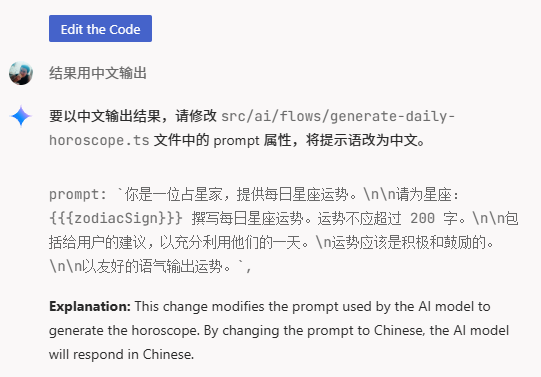 Edit the Code
结果用中文输出
要以中文输出结果，请修改 src/ai/flows/generate-daily-
horoscope.ts 文件中的 prompt 属性，将提示语改为中文。
prompt: `你是一位占星家，提供每日星座运势。\n\n请为星座：
{{{zodiacSign}}} 撰写每日星座运势。运势不应超过 200 字。\n\n包
括给用户的建议，以充分利用他们的一天。\n运势应该是积极和鼓励的。
\n\n以友好的语气输出运势。`,
Explanation: This change modifies the prompt used by the AI model to
generate the horoscope. By changing the prompt to Chinese, the AI model
will respond in Chinese.